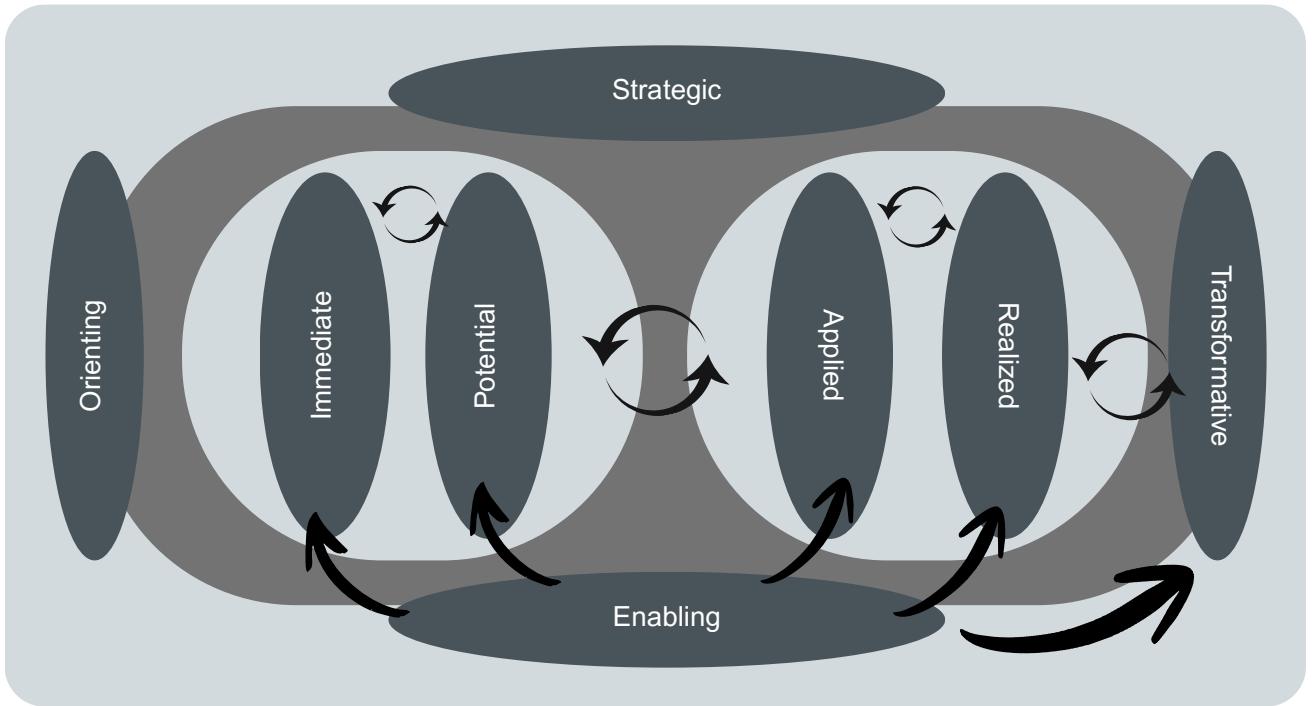 Strategic
Orienting
Immediate
Potential
Applied
Realized
Transformative
Enabling